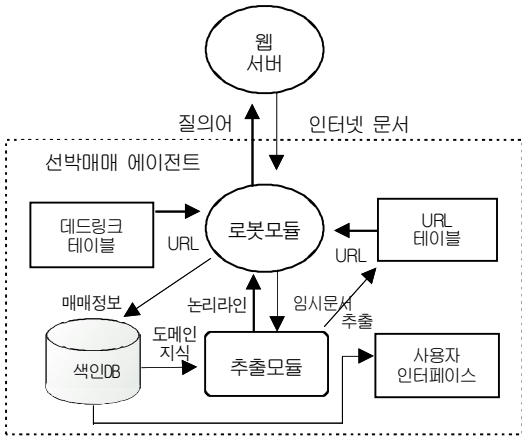 웹
서버
질의어
인터넷 문서
선박매매 에이전트
데드링크
테이블
URL
로봇모듈
URL
테이블
URL
매매정보
논리라인
임시문서
추출
도메인
지식
색인DB
추출모듈
사용자
인터페이스